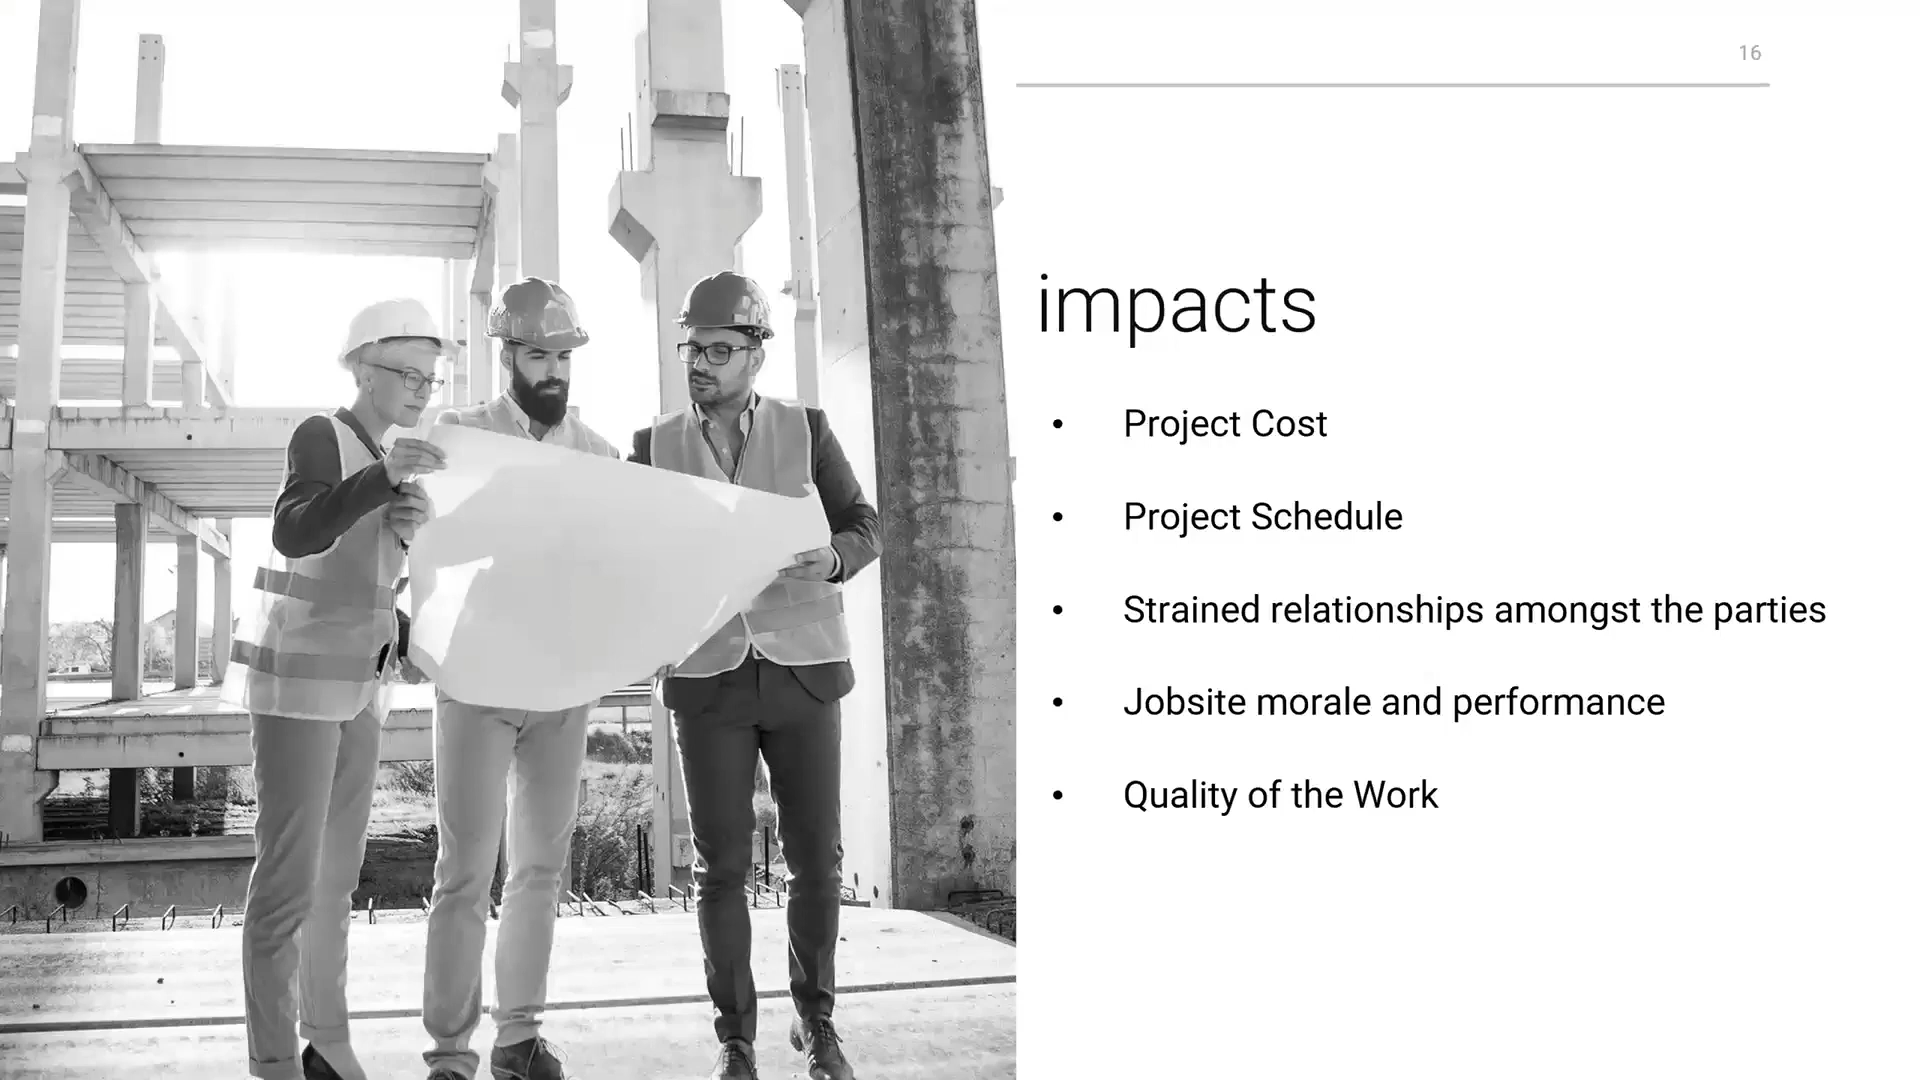 16
impacts
• Project Cost
• Project Schedule
• Strained relationships amongst the parties
• Jobsite morale and performance
• Quality of the Work